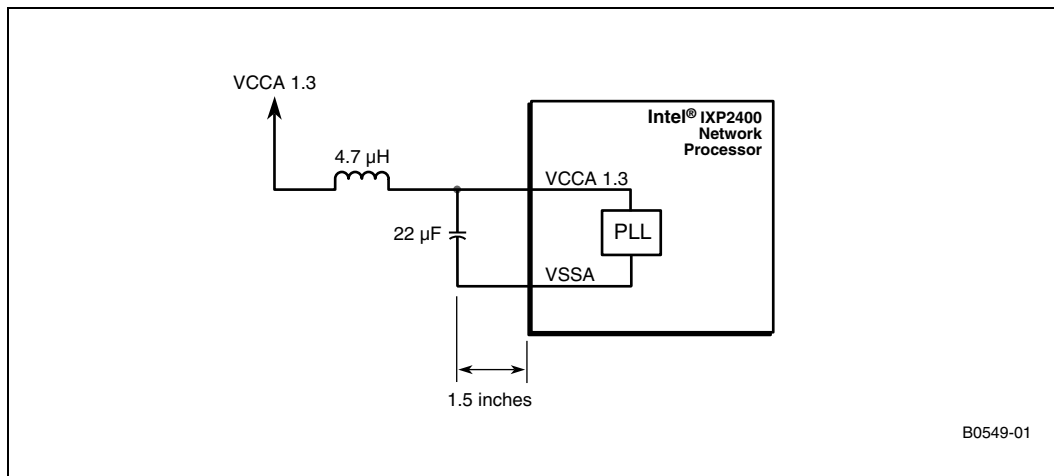 VCCA 1.3
Intel® IXP2400
Network
Processor
4.7 µH
VCCA 1.3
22 µF
PLL
VSSA
1.5 inches
B0549-01